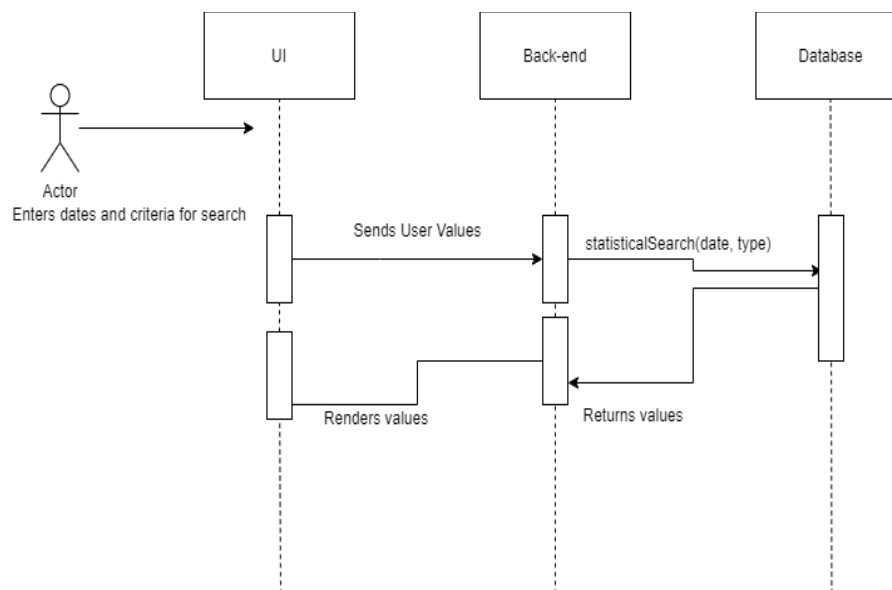 UI
Back-end
Database
Actor
Enters dates and criteria for search
Sends User Values
statisticalSearch(date, type)
Renders values
Returns values